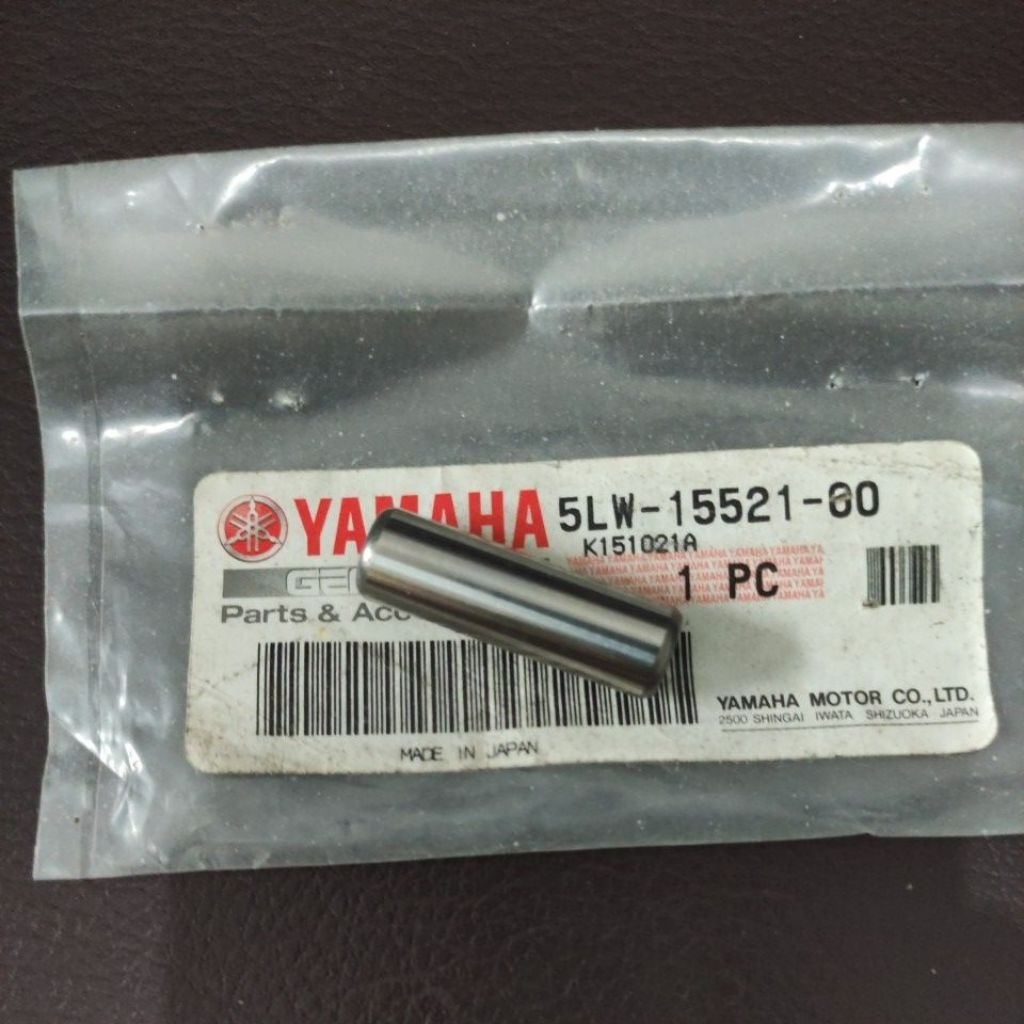 YAMAHA 5LW-15521-00
K151021A
1 PC
Parts &
YAMAHA MOTOR CO.,LTD.
2500 SHINGAI IWATA SHIZUOKA JAPAN
MADE IN JAPAN